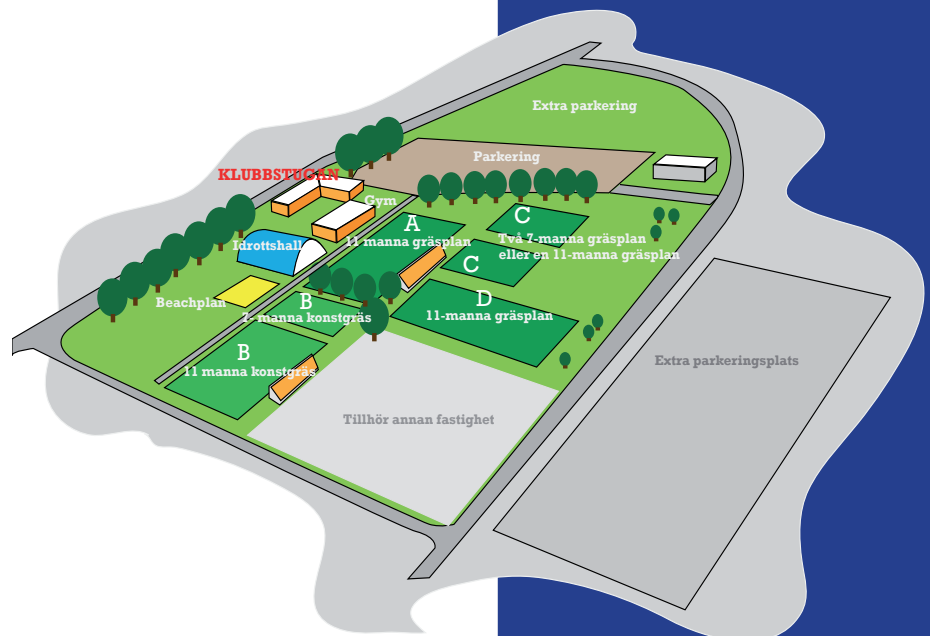 Extra parkering
Parkering
KLUBBSTUGAN
Gym
A
11 manna gräsplan
C
Två 7-manna gräsplan
eller en 11-manna gräsplan
Idrottshall
C
Beachplan
B
7- manna konstgräs
D
11-manna gräsplan
B
11 manna konstgräs
Extra parkeringsplats
Tillhör annan fastighet